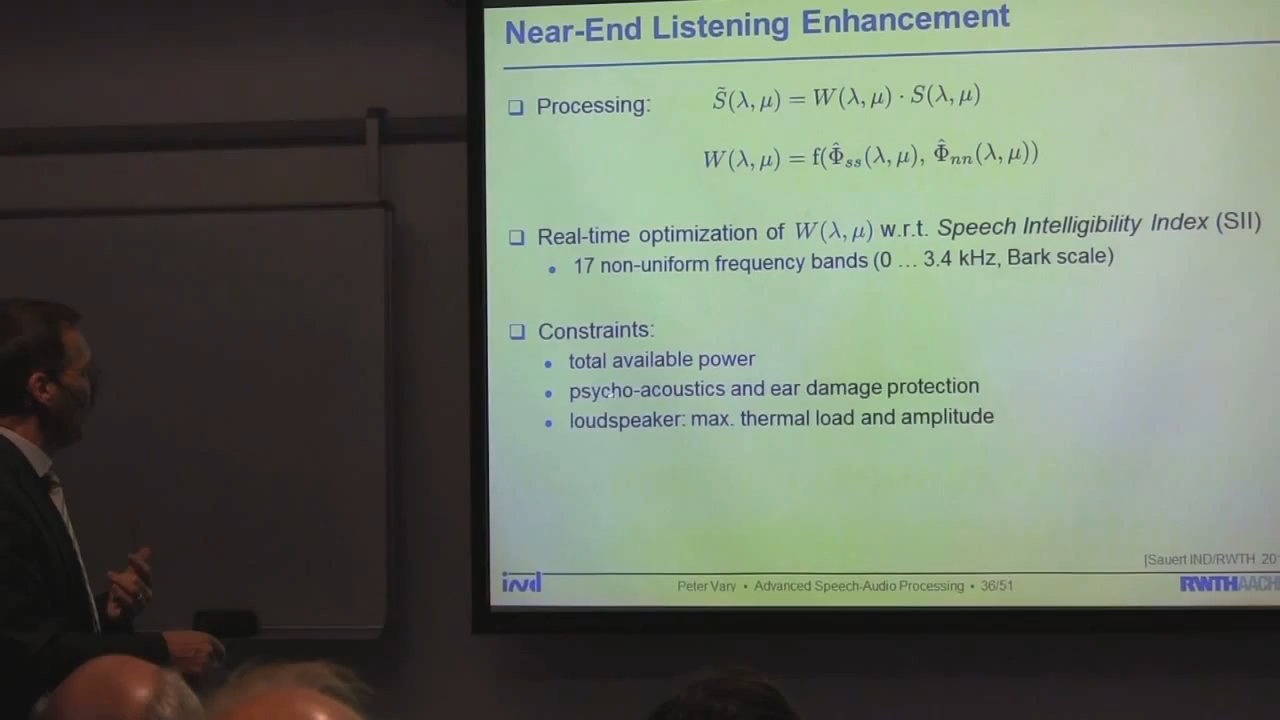 Near-End Listening Enhancement
❑ Processing: S̃(λ, μ) = W(λ, μ) · S(λ, μ)
W(λ, μ) = f(Φ̂ss(λ, μ), Φ̂nn(λ, μ))
❑ Real-time optimization of W(λ, μ) w.r.t. Speech Intelligibility Index (SII)
• 17 non-uniform frequency bands (0 ... 3.4 kHz, Bark scale)
❑ Constraints:
• total available power
• psycho-acoustics and ear damage protection
• loudspeaker: max. thermal load and amplitude
[Sauert IND/RWTH 20
ind Peter Vary • Advanced Speech-Audio Processing • 36/51 RWTHAACH